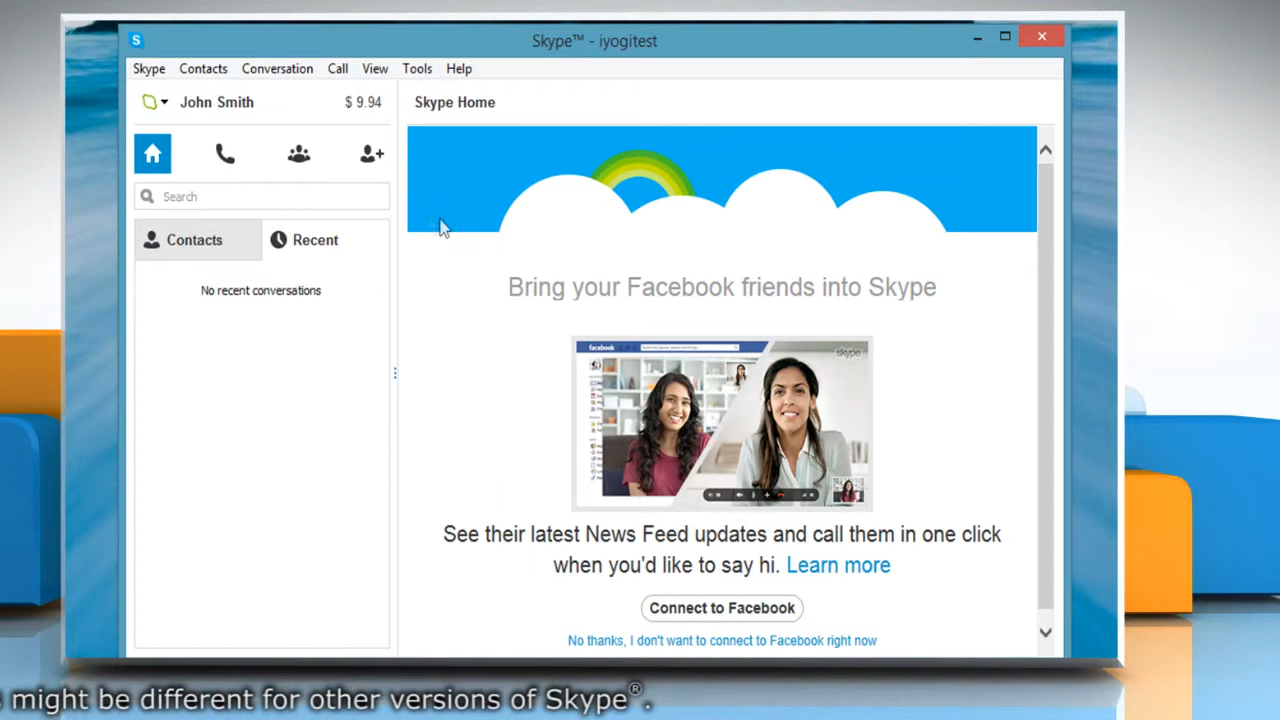 Skype™ - iyogitest
Skype Contacts Conversation Call View Tools Help
John Smith $ 9.94
Skype Home
Search
Contacts Recent
No recent conversations
Bring your Facebook friends into Skype
facebook
skype
See their latest News Feed updates and call them in one click
when you'd like to say hi. Learn more
Connect to Facebook
No thanks, I don't want to connect to Facebook right now
might be different for other versions of Skype®.